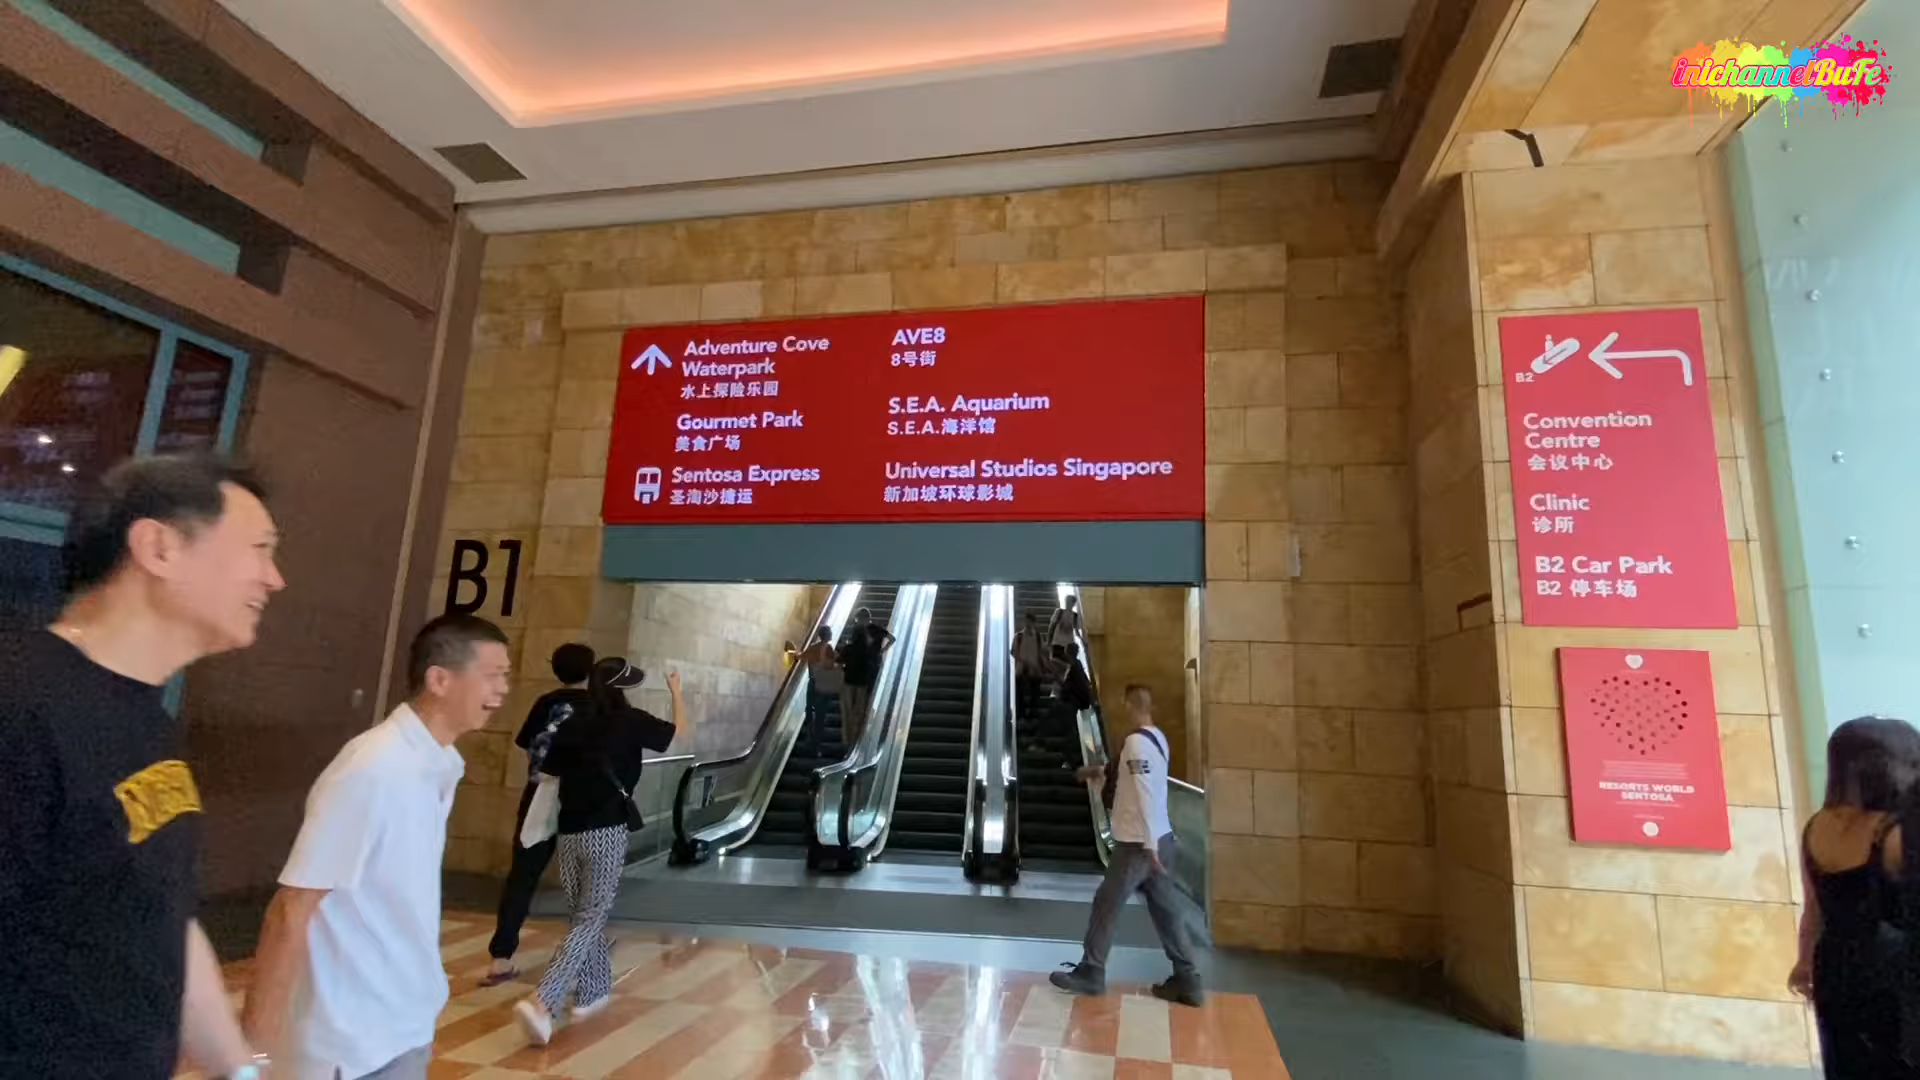 inichannelBuFe
Adventure Cove
Waterpark
水上探险乐园
Gourmet Park
美食广场
Sentosa Express
圣淘沙捷运
AVE8
8号街
S.E.A. Aquarium
S.E.A.海洋馆
Universal Studios Singapore
新加坡环球影城
B1
B2
Convention
Centre
会议中心
Clinic
诊所
B2 Car Park
B2 停车场
RESORTS WORLD
SENTOSA